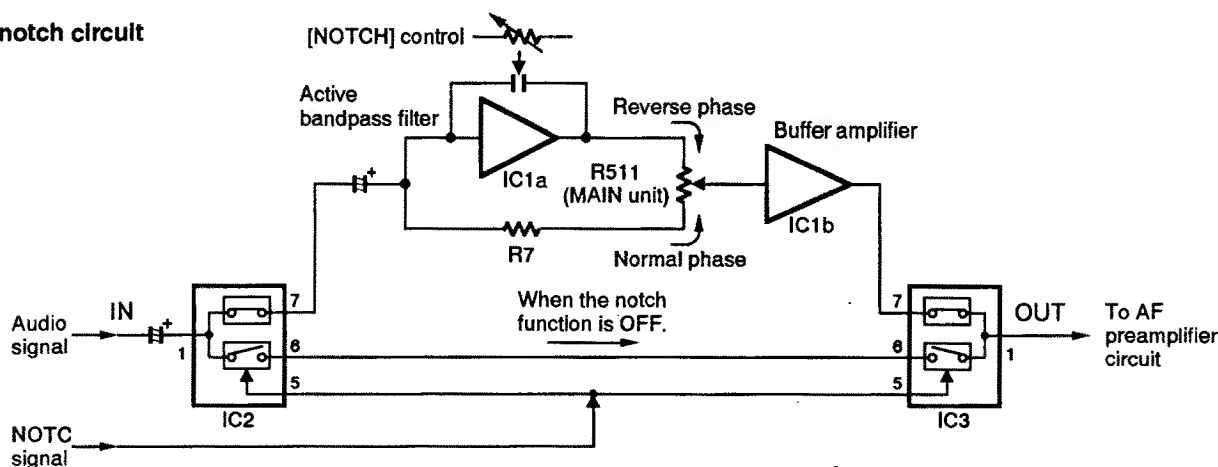 notch circuit
[NOTCH] control
Active
bandpass filter
+
IC1a
Reverse phase
R511
(MAIN unit)
Buffer amplifier
IC1b
R7
Normal phase
Audio
signal
IN
+
1
7
6
5
IC2
When the notch
function is OFF.
7
6
5
IC3
1
OUT
To AF
preamplifier
circuit
NOTC
signal